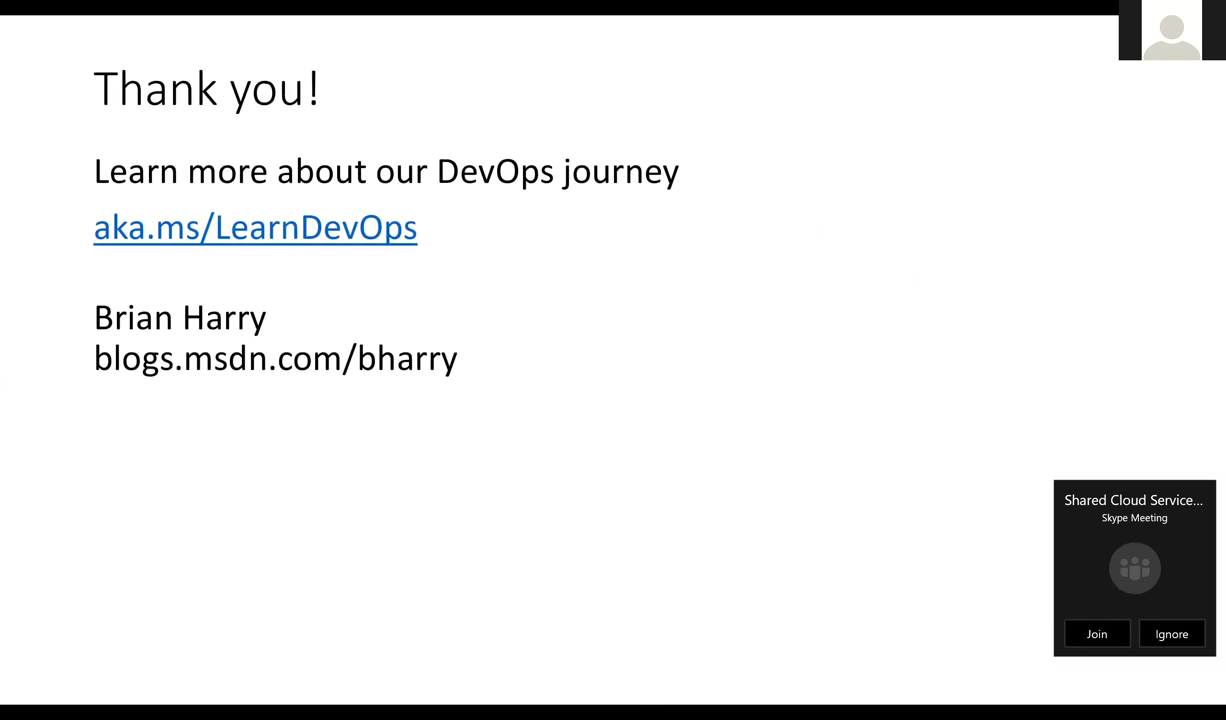 Thank you!
Learn more about our DevOps journey
aka.ms/LearnDevOps
Brian Harry
blogs.msdn.com/bharry
Shared Cloud Service...
Skype Meeting
Join
Ignore